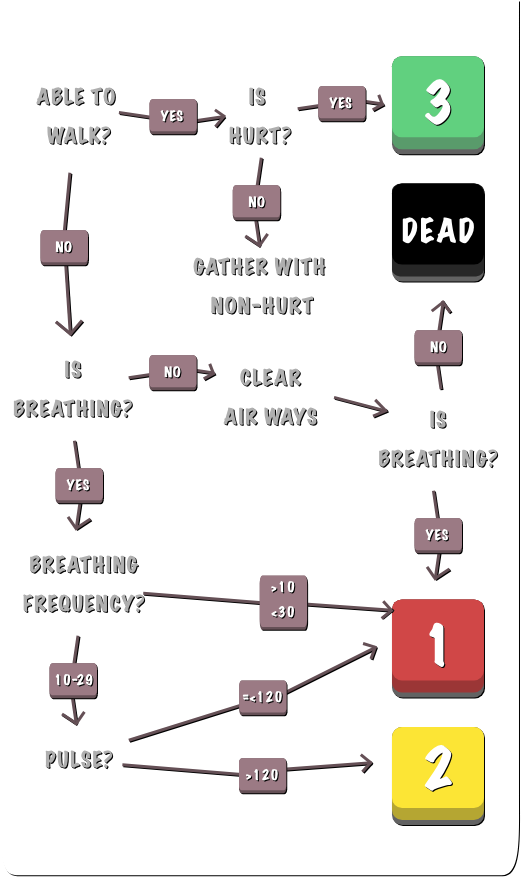 ABLE TO
WALK?
YES
IS
HURT?
YES
3
NO
NO
GATHER WITH
NON-HURT
DEAD
IS
BREATHING?
NO
CLEAR
AIR WAYS
NO
IS
BREATHING?
YES
YES
BREATHING
FREQUENCY?
>10
<30
1
10-29
=<120
PULSE?
>120
2